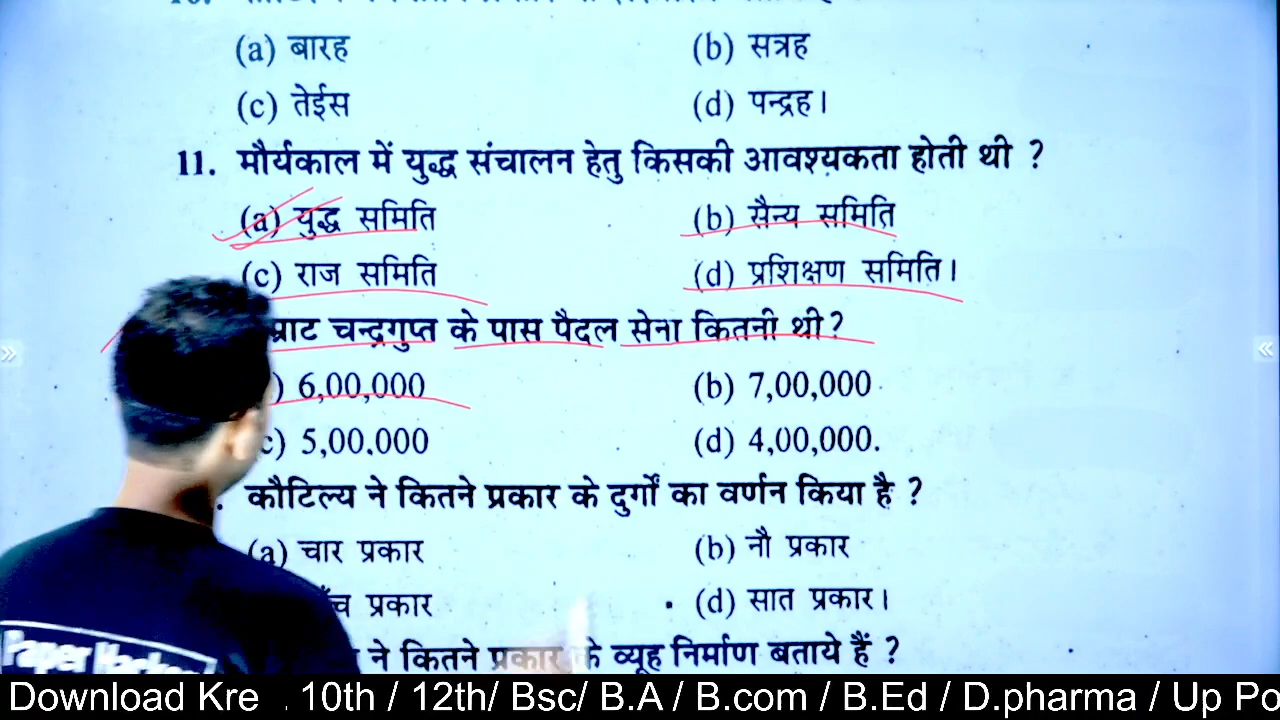 (a) बारह (b) सत्रह
(c) तेईस (d) पन्द्रह।
11. मौर्यकाल में युद्ध संचालन हेतु किसकी आवश्यकता होती थी ?
(a) युद्ध समिति (b) सैन्य समिति
(c) राज समिति (d) प्रशिक्षण समिति।
चन्द्रगुप्त के पास पैदल सेना कितनी थी?
) 6,00,000 (b) 7,00,000
c) 5,00,000 (d) 4,00,000.
कौटिल्य ने कितने प्रकार के दुर्गों का वर्णन किया है ?
(a) चार प्रकार (b) नौ प्रकार
प्रकार (d) सात प्रकार।
ने कितने प्रकार के व्यूह निर्माण बताये हैं ?
Paper
Download Kre . 10th / 12th/ Bsc/ B.A / B.com / B.Ed / D.pharma / Up Po